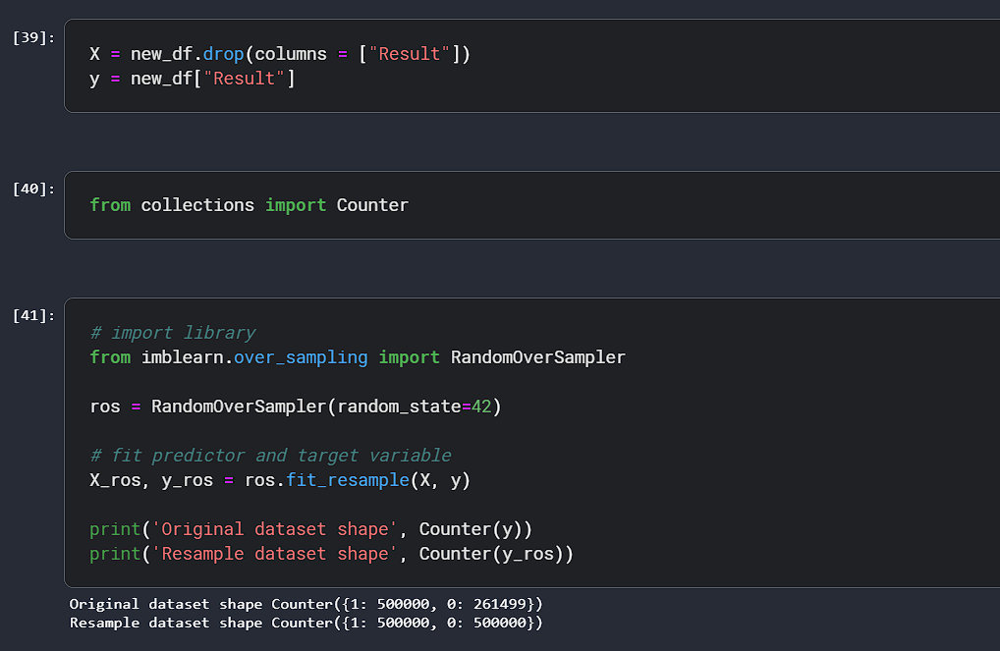 [39]:
X = new_df.drop(columns = ["Result"])
y = new_df["Result"]
[40]:
from collections import Counter
[41]:
# import library
from imblearn.over_sampling import RandomOverSampler
ros = RandomOverSampler(random_state=42)
# fit predictor and target variable
X_ros, y_ros = ros.fit_resample(X, y)
print('Original dataset shape', Counter(y))
print('Resample dataset shape', Counter(y_ros))
Original dataset shape Counter({1: 500000, 0: 261499})
Resample dataset shape Counter({1: 500000, 0: 500000})